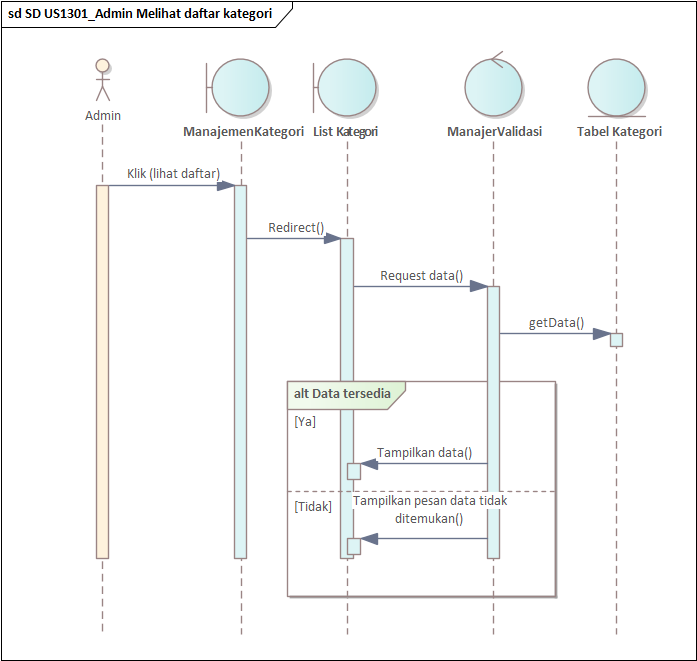 sd SD US1301_Admin Melihat daftar kategori
Admin
ManajemenKategori
List Kategori
ManajerValidasi
Tabel Kategori
Klik (lihat daftar)
Redirect()
Request data()
getData()
alt Data tersedia
[Ya]
Tampilkan data()
[Tidak]
Tampilkan pesan data tidak
ditemukan()